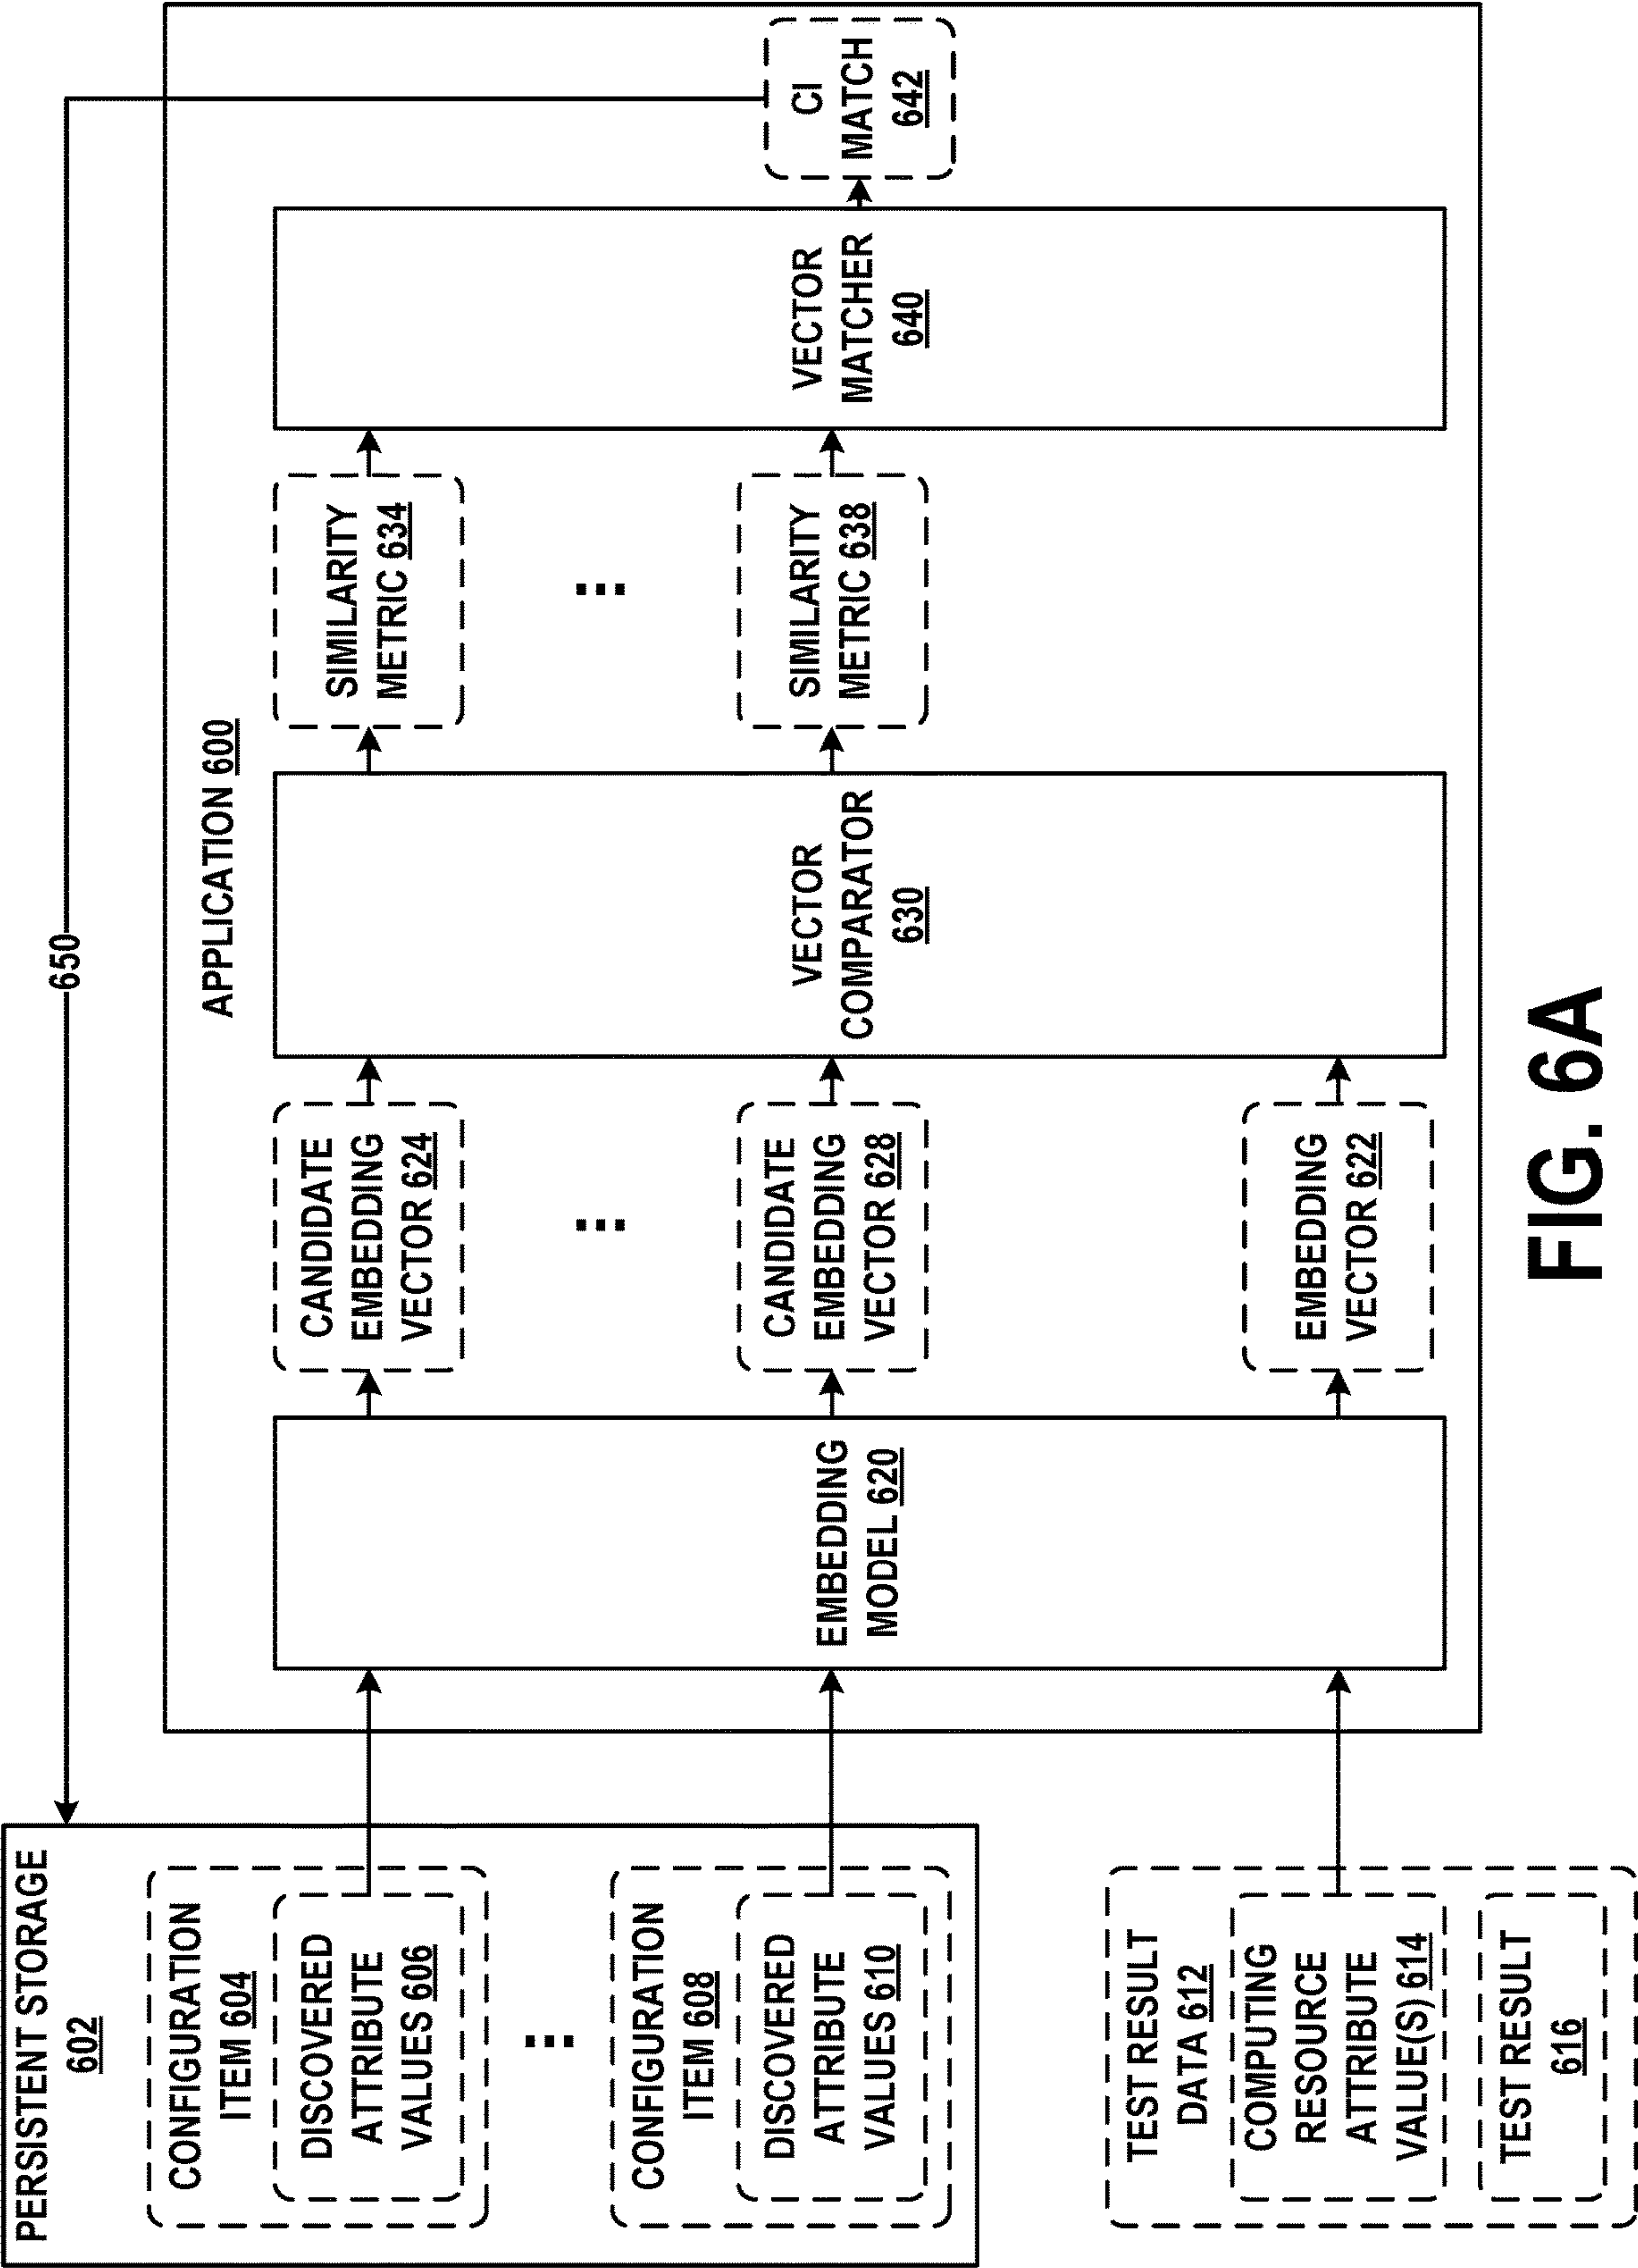 PERSISTENT STORAGE
602
CONFIGURATION
ITEM 604
DISCOVERED
ATTRIBUTE
VALUES 606
⋮
CONFIGURATION
ITEM 608
DISCOVERED
ATTRIBUTE
VALUES 610
TEST RESULT
DATA 612
COMPUTING
RESOURCE
ATTRIBUTE
VALUE(S) 614
TEST RESULT
616
650
APPLICATION 600
EMBEDDING
MODEL 620
CANDIDATE
EMBEDDING
VECTOR 624
⋮
CANDIDATE
EMBEDDING
VECTOR 628
EMBEDDING
VECTOR 622
VECTOR
COMPARATOR
630
SIMILARITY
METRIC 634
⋮
SIMILARITY
METRIC 638
VECTOR
MATCHER
640
CI
MATCH
642
FIG. 6A